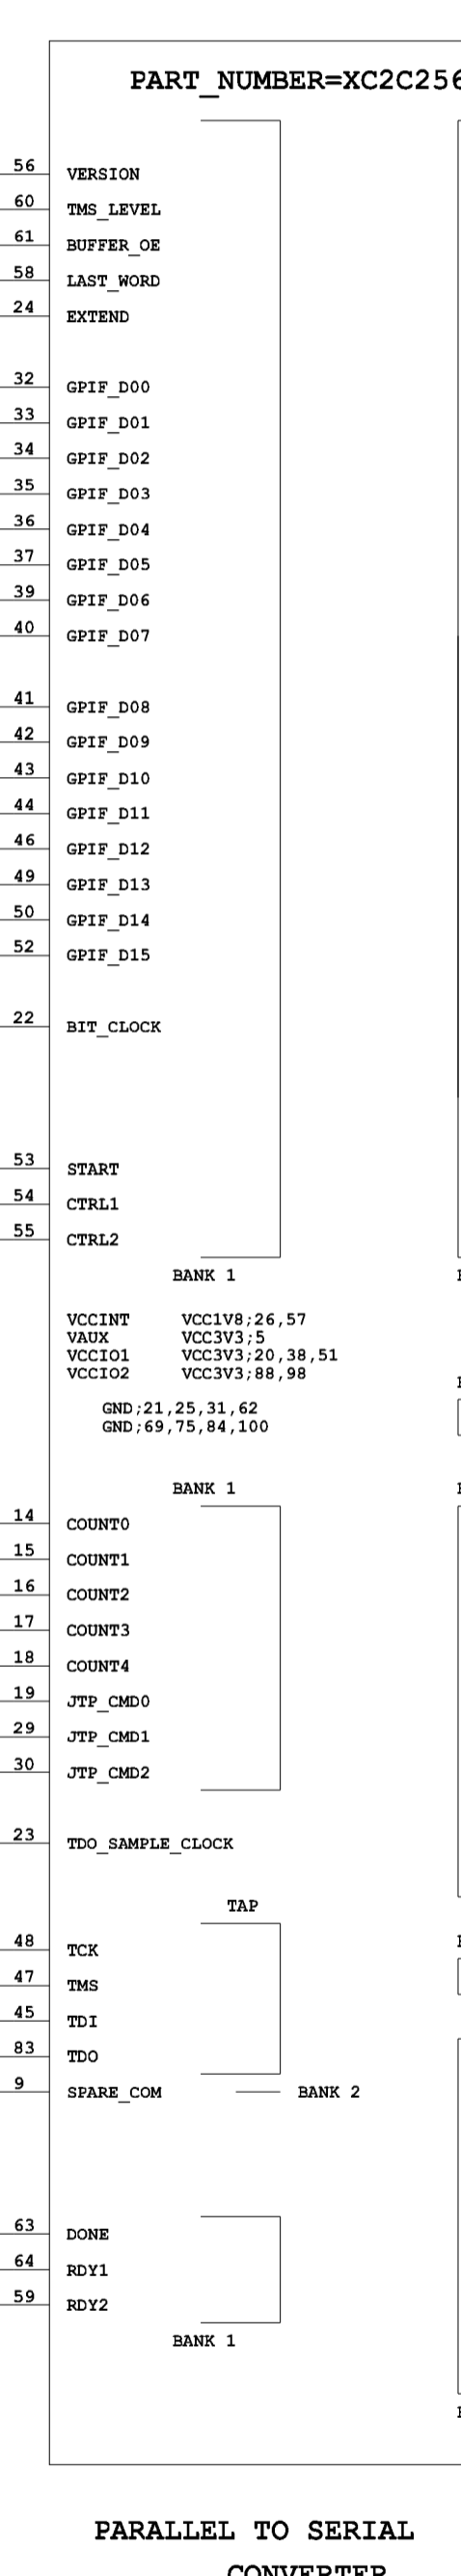 PART_NUMBER=XC2C256
56 VERSION
60 TMS_LEVEL
61 BUFFER_OE
58 LAST_WORD
24 EXTEND
32 GPIF_D00
33 GPIF_D01
34 GPIF_D02
35 GPIF_D03
36 GPIF_D04
37 GPIF_D05
39 GPIF_D06
40 GPIF_D07
41 GPIF_D08
42 GPIF_D09
43 GPIF_D10
44 GPIF_D11
46 GPIF_D12
49 GPIF_D13
50 GPIF_D14
52 GPIF_D15
22 BIT_CLOCK
53 START
54 CTRL1
55 CTRL2
BANK 1
VCCINT VCC1V8;26,57
VAUX VCC3V3;5
VCCIO1 VCC3V3;20,38,51
VCCIO2 VCC3V3;88,98
GND;21,25,31,62
GND;69,75,84,100
BANK 1
14 COUNT0
15 COUNT1
16 COUNT2
17 COUNT3
18 COUNT4
19 JTP_CMD0
29 JTP_CMD1
30 JTP_CMD2
23 TDO_SAMPLE_CLOCK
TAP
48 TCK
47 TMS
45 TDI
83 TDO
9 SPARE_COM BANK 2
63 DONE
64 RDY1
59 RDY2
BANK 1
PARALLEL TO SERIAL
CONVERTER